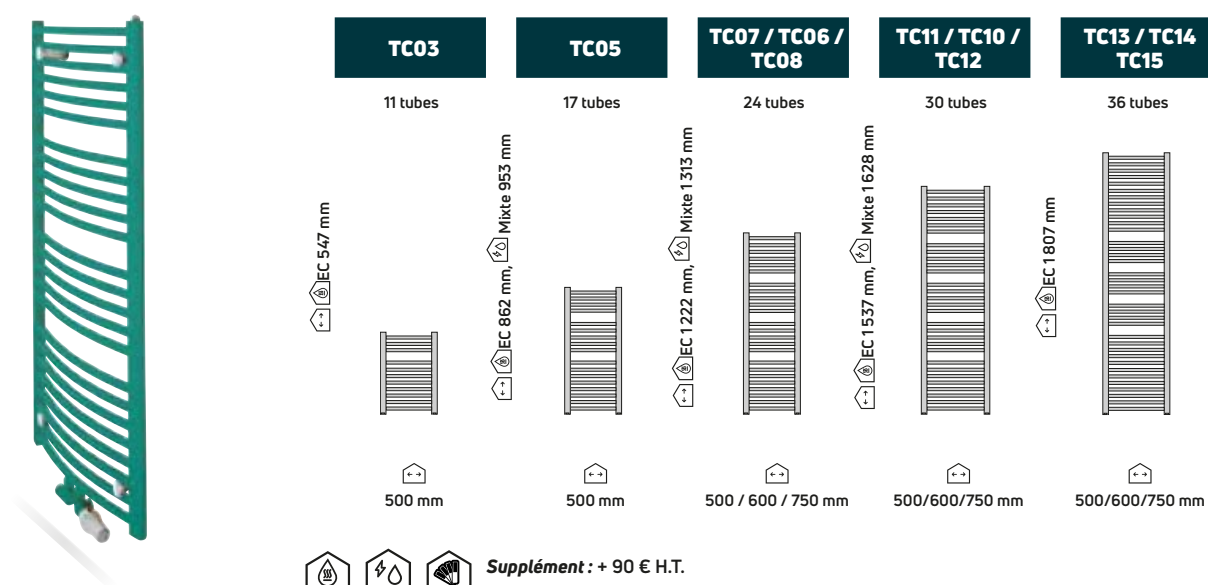 TC03
TC05
TC07 / TC06 /
TC08
TC11 / TC10 /
TC12
TC13 / TC14
TC15
11 tubes
17 tubes
24 tubes
30 tubes
36 tubes
EC 547 mm
EC 862 mm, Mixte 953 mm
EC 1 222 mm, Mixte 1 313 mm
EC 1 537 mm, Mixte 1 628 mm
EC 1 807 mm
500 mm
500 mm
500 / 600 / 750 mm
500/600/750 mm
500/600/750 mm
Supplément : + 90 € H.T.